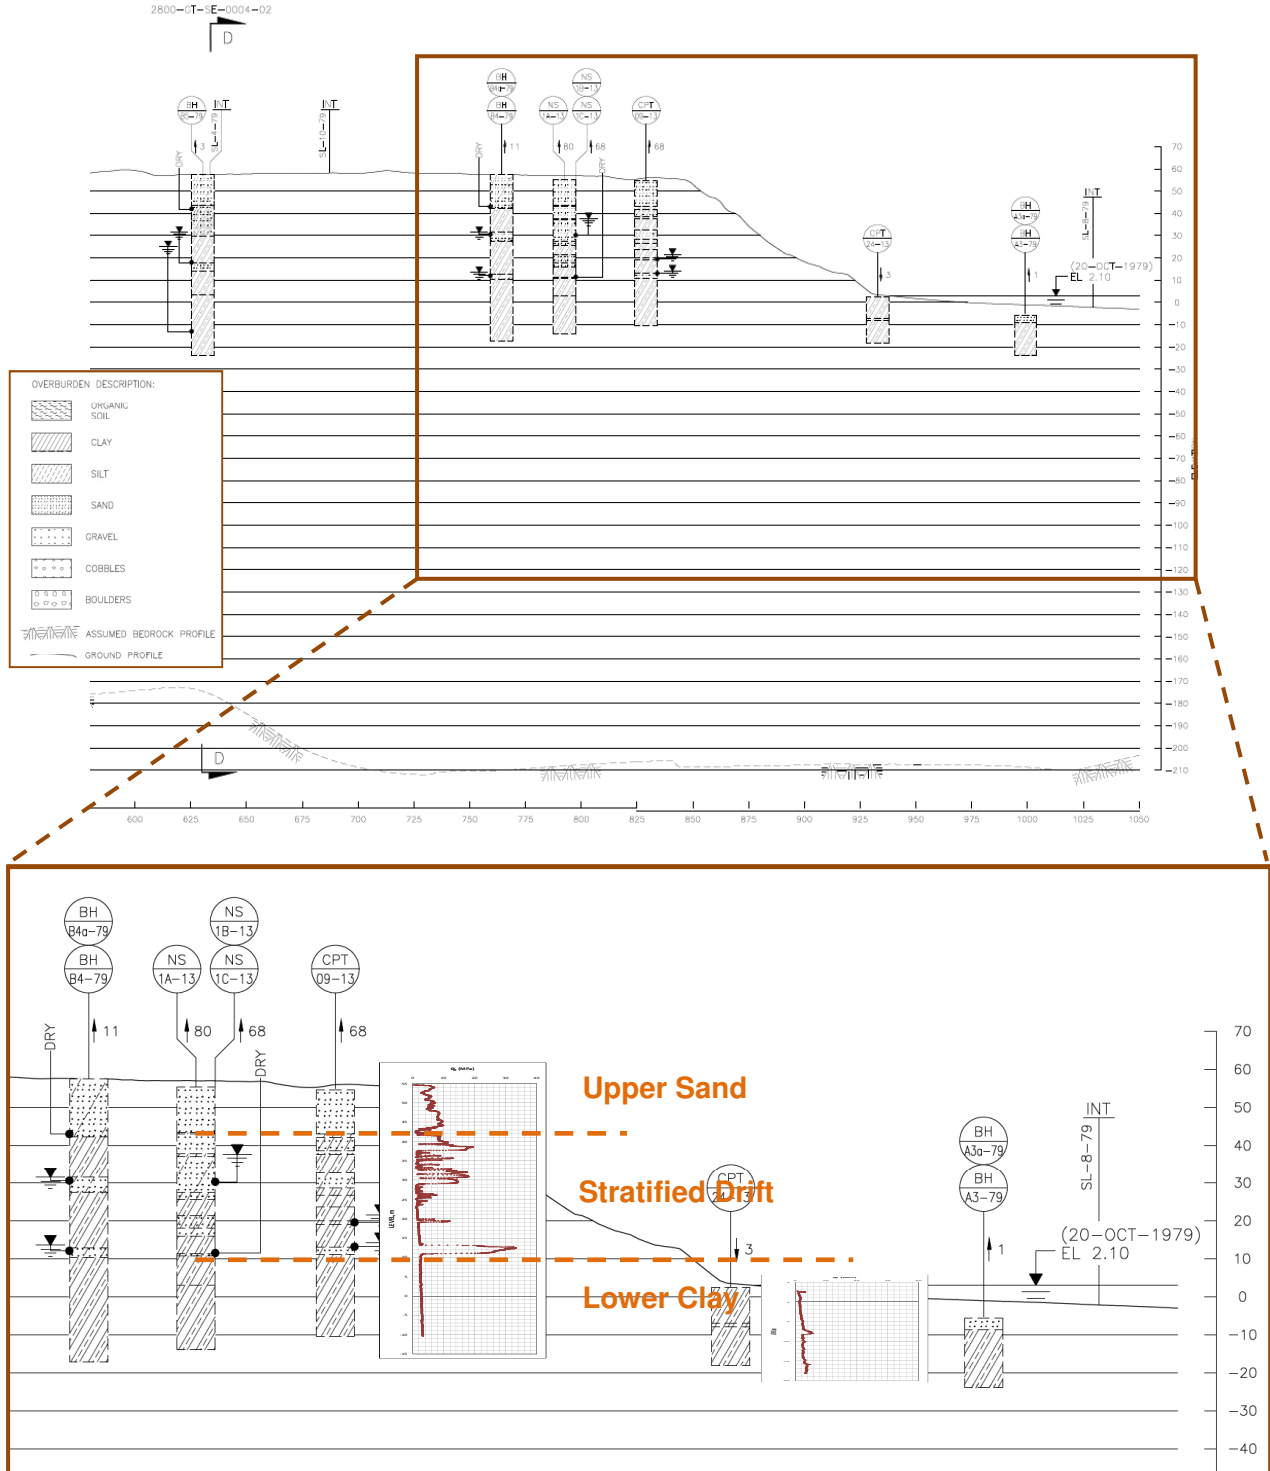 2800-GT-SE-0004-02
D
BH
B4a-79
NS
1B-13
BH
B5-79
SL-4-79 INT
SL-10-79 INT
BH
B4-79
NS
1A-13
NS
1C-13
CPT
09-13
3
11
80
68
68
DRY
DRY
DRY
70
60
50
40
30
20
10
0
-10
-20
-30
-40
-50
-60
-70
-80
-90
-100
-110
-120
-130
-140
-150
-160
-170
-180
-190
-200
-210
BH
A3a-79
BH
A3-79
CPT
24-13
SL-8-79 INT
3
1
(20-OCT-1979)
EL 2.10
OVERBURDEN DESCRIPTION:
ORGANIC
SOIL
CLAY
SILT
SAND
GRAVEL
COBBLES
BOULDERS
ASSUMED BEDROCK PROFILE
GROUND PROFILE
D
600 625 650 675 700 725 750 775 800 825 850 875 900 925 950 975 1000 1025 1050
BH
B4a-79
NS
1B-13
BH
B4-79
NS
1A-13
NS
1C-13
CPT
09-13
DRY
11
80
68
DRY
68
Upper Sand
Stratified Drift
Lower Clay
CPT
24-13
3
BH
A3a-79
BH
A3-79
1
SL-8-79 INT
(20-OCT-1979)
EL 2.10
70
60
50
40
30
20
10
0
-10
-20
-30
-40